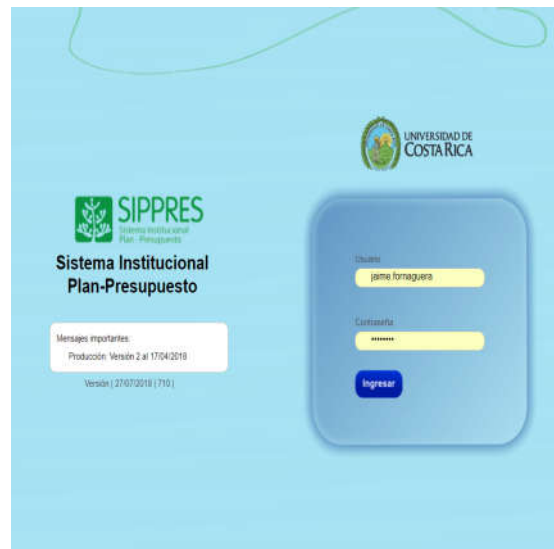 UNIVERSIDAD DE
COSTA RICA
SIPPRES
Sistema Institucional
Plan - Presupuesto
Sistema Institucional
Plan-Presupuesto
Mensajes importantes:
Producción: Versión 2 al 17/04/2018
Versión | 27/07/2018 | 710 |
Usuario
jaime.fornaguera
Contraseña
••••••••
Ingresar